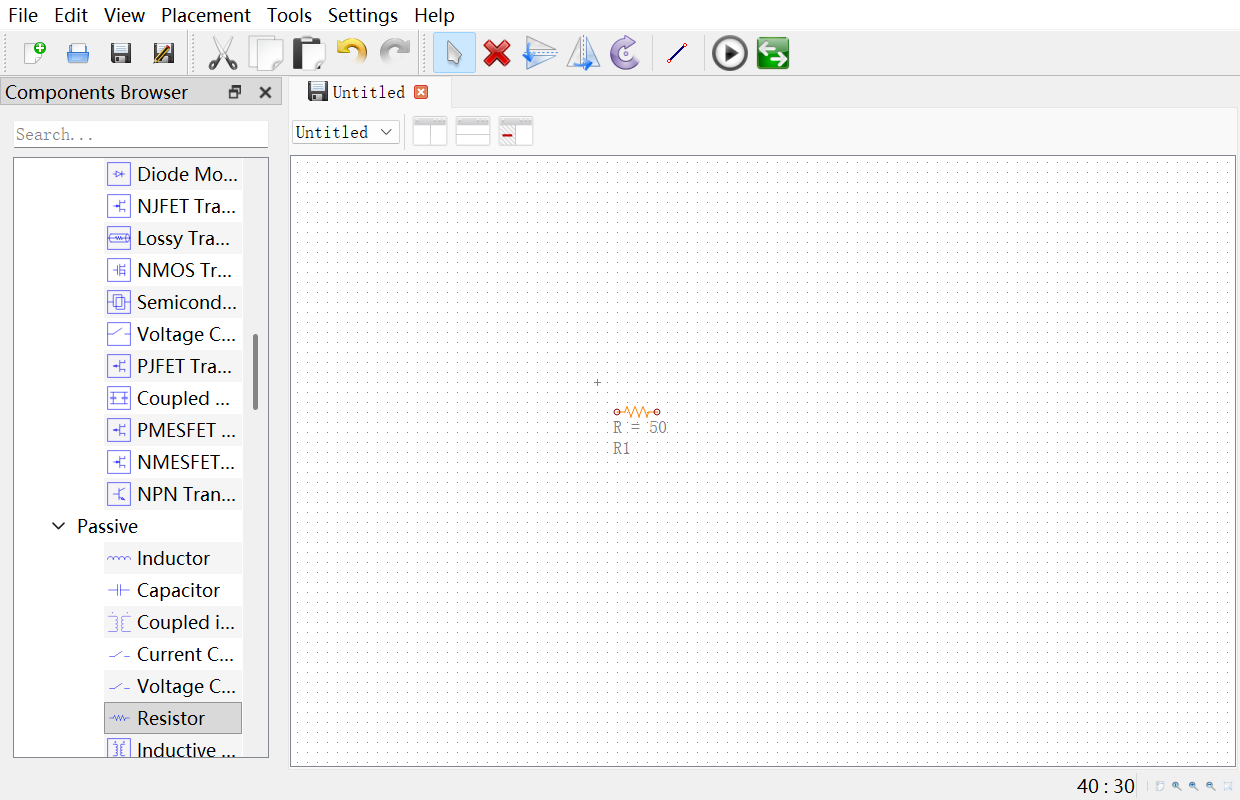 File Edit View Placement Tools Settings Help
Components Browser
Untitled
Search...
Untitled
Diode Mo...
NJFET Tra...
Lossy Tra...
NMOS Tr...
Semicond...
Voltage C...
PJFET Tra...
Coupled ...
PMESFET ...
NMESFET...
NPN Tran...
Passive
Inductor
Capacitor
Coupled i...
Current C...
Voltage C...
Resistor
Inductive ...
R = 50
R1
40 : 30